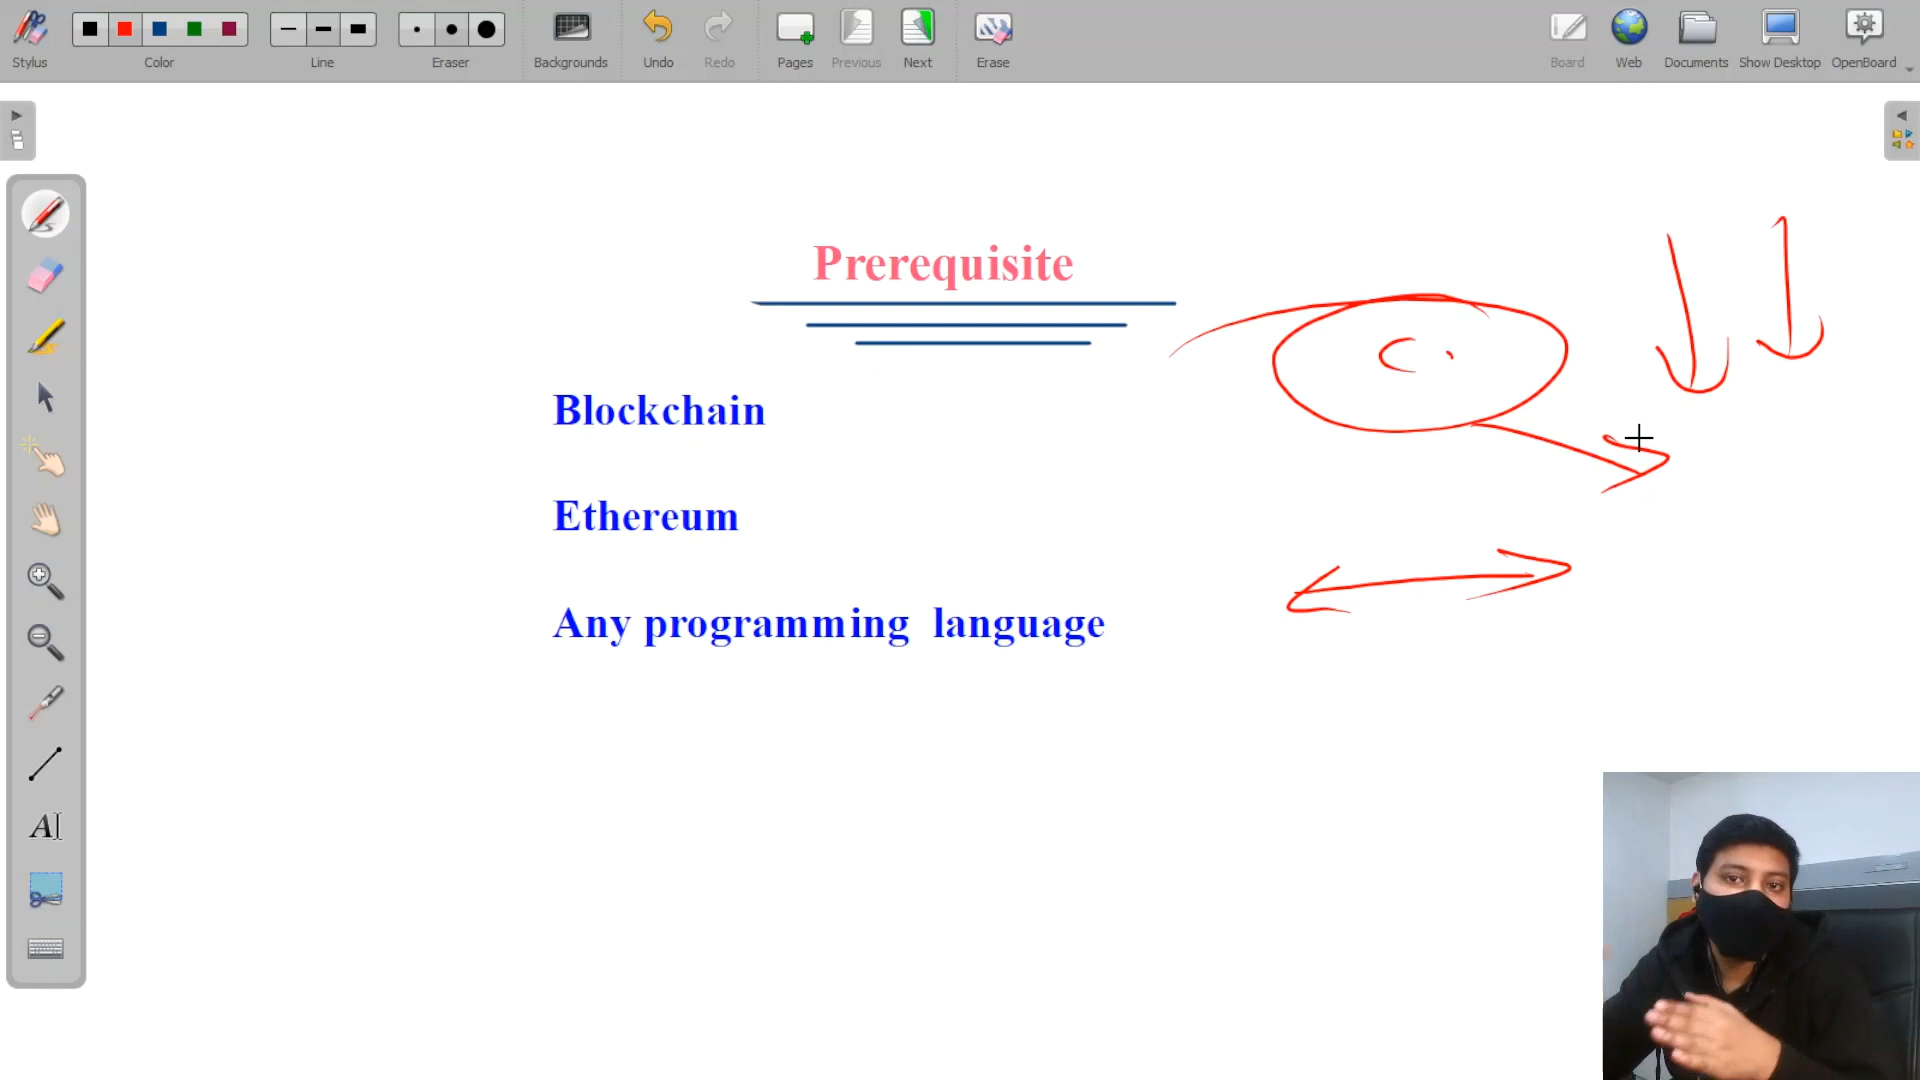 Stylus
Color
Line
Eraser
Backgrounds
Undo
Redo
Pages
Previous
Next
Erase
Board
Web
Documents
Show Desktop
OpenBoard
Prerequisite
Blockchain
Ethereum
Any programming language